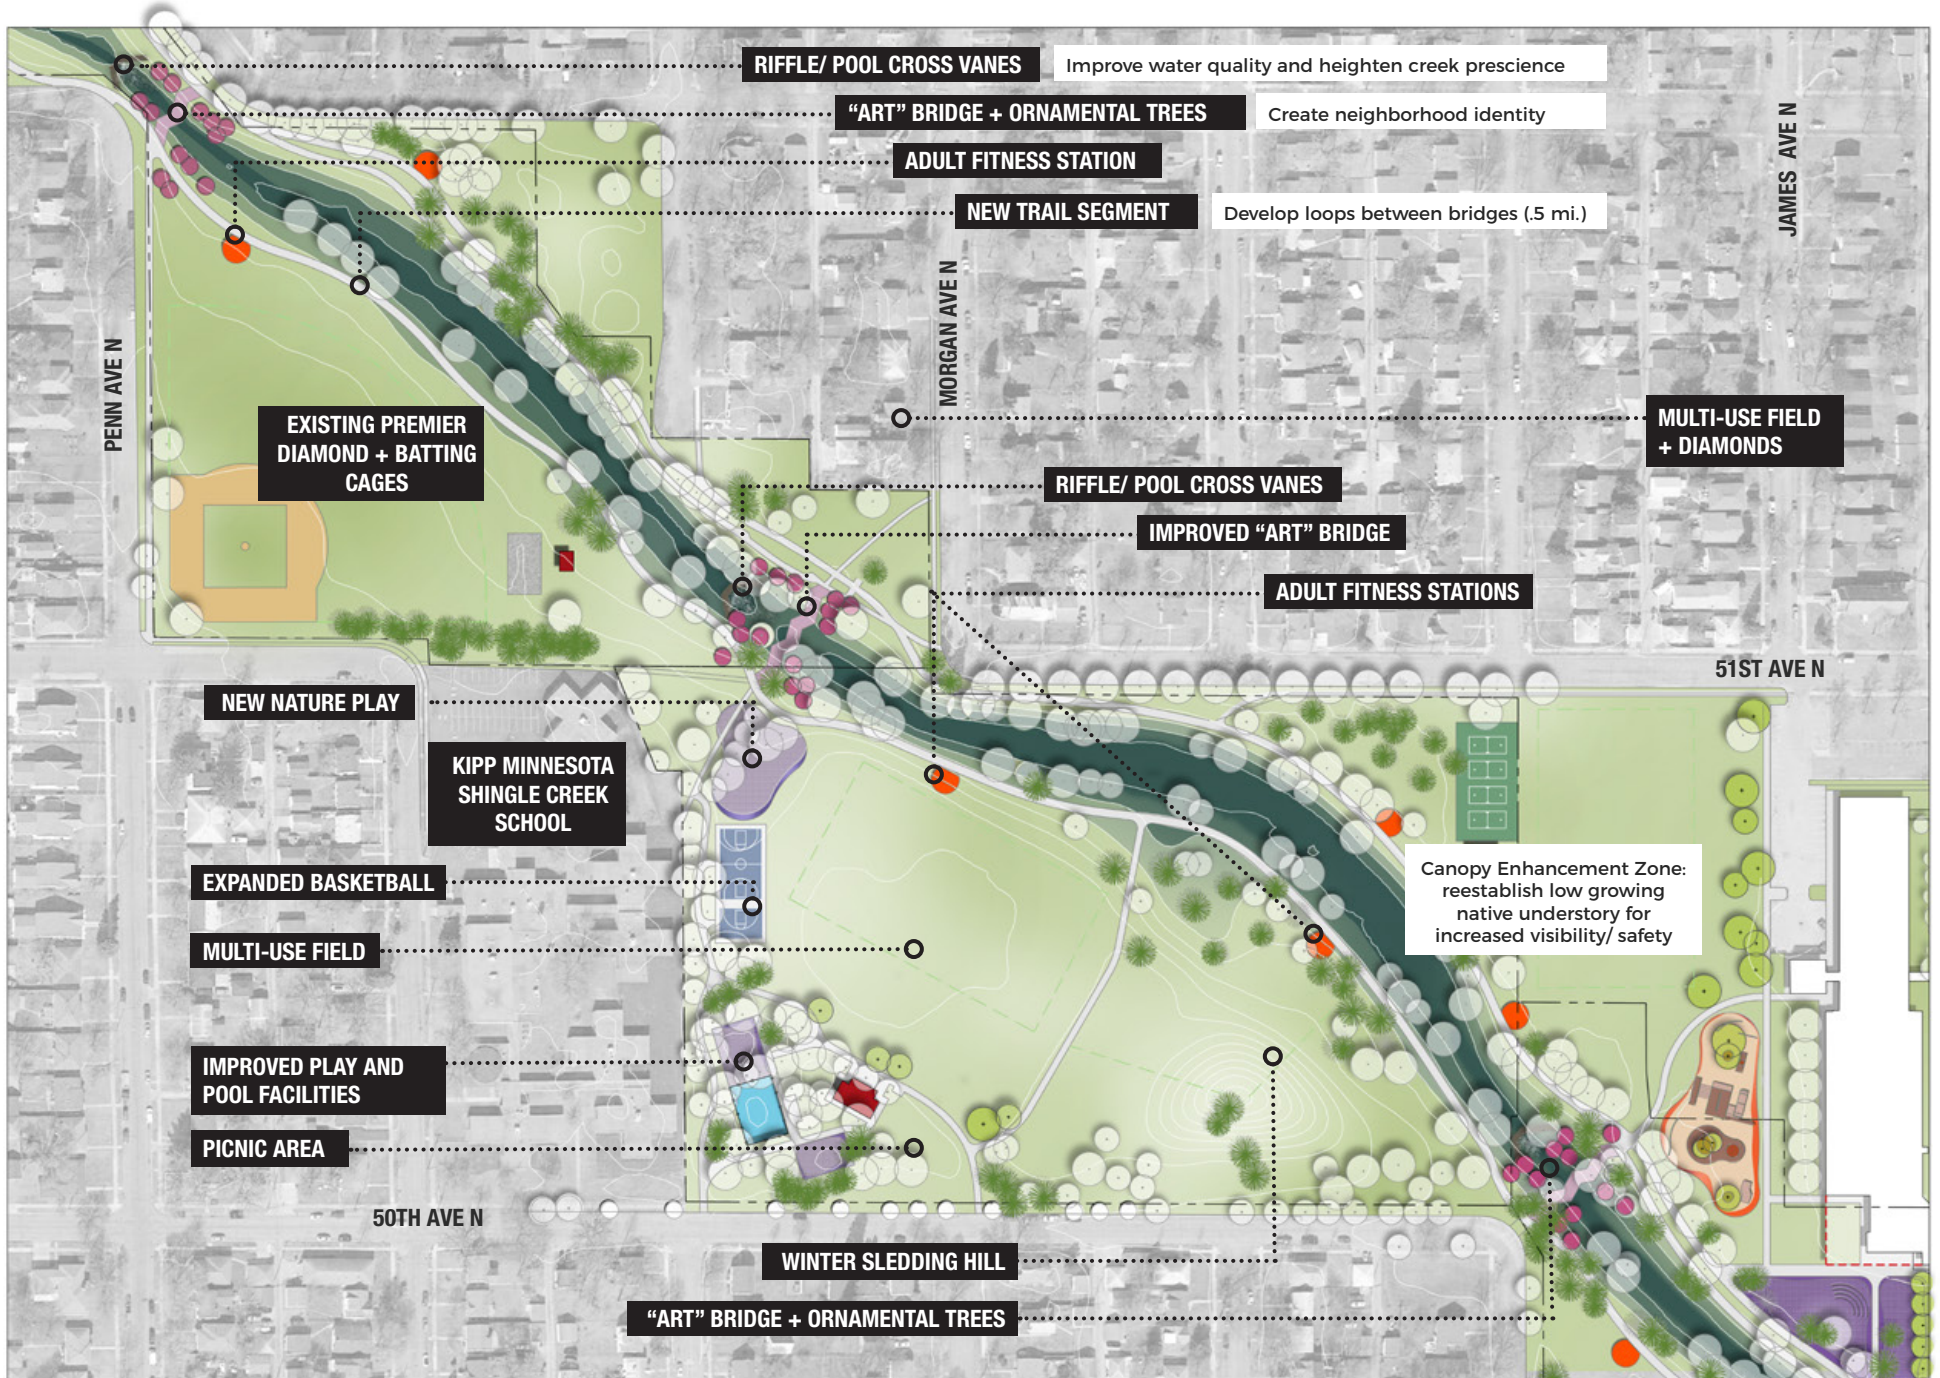 RIFFLE/ POOL CROSS VANES
Improve water quality and heighten creek prescience
“ART” BRIDGE + ORNAMENTAL TREES
Create neighborhood identity
ADULT FITNESS STATION
NEW TRAIL SEGMENT
Develop loops between bridges (.5 mi.)
JAMES AVE N
MORGAN AVE N
PENN AVE N
EXISTING PREMIER
DIAMOND + BATTING
CAGES
MULTI-USE FIELD
+ DIAMONDS
RIFFLE/ POOL CROSS VANES
IMPROVED “ART” BRIDGE
ADULT FITNESS STATIONS
51ST AVE N
NEW NATURE PLAY
KIPP MINNESOTA
SHINGLE CREEK
SCHOOL
EXPANDED BASKETBALL
Canopy Enhancement Zone:
reestablish low growing
native understory for
increased visibility/ safety
MULTI-USE FIELD
IMPROVED PLAY AND
POOL FACILITIES
PICNIC AREA
50TH AVE N
WINTER SLEDDING HILL
“ART” BRIDGE + ORNAMENTAL TREES